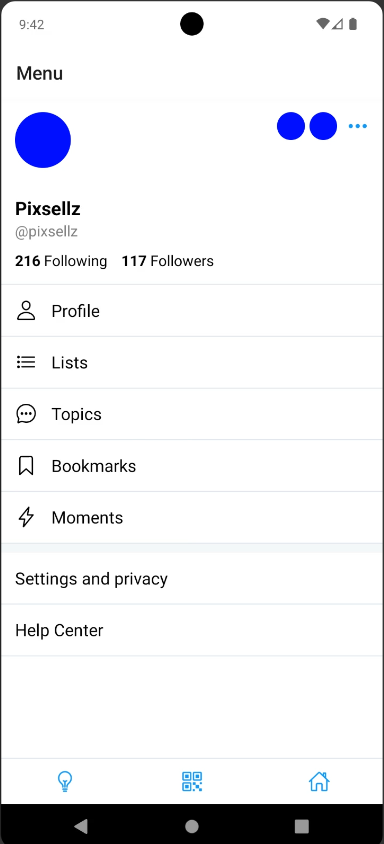 9:42
Menu
Pixsellz
@pixsellz
216 Following 117 Followers
Profile
Lists
Topics
Bookmarks
Moments
Settings and privacy
Help Center